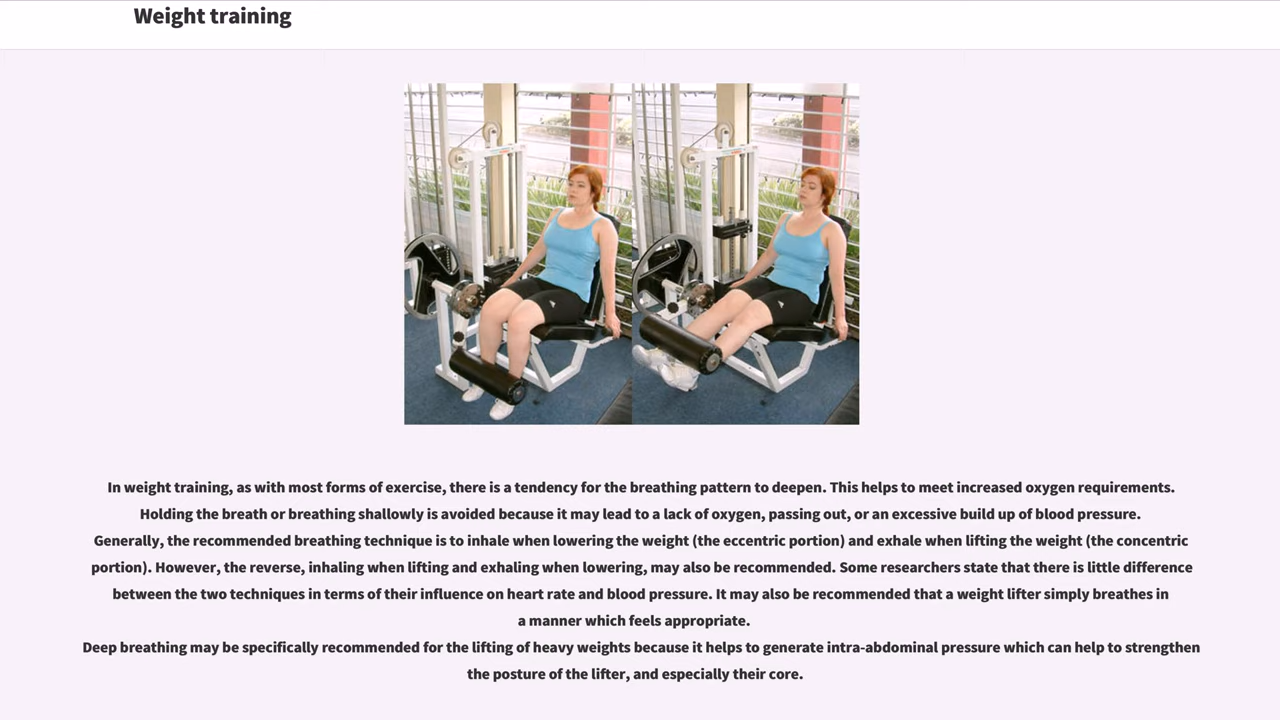 Weight training
In weight training, as with most forms of exercise, there is a tendency for the breathing pattern to deepen. This helps to meet increased oxygen requirements.
Holding the breath or breathing shallowly is avoided because it may lead to a lack of oxygen, passing out, or an excessive build up of blood pressure.
Generally, the recommended breathing technique is to inhale when lowering the weight (the eccentric portion) and exhale when lifting the weight (the concentric
portion). However, the reverse, inhaling when lifting and exhaling when lowering, may also be recommended. Some researchers state that there is little difference
between the two techniques in terms of their influence on heart rate and blood pressure. It may also be recommended that a weight lifter simply breathes in
a manner which feels appropriate.
Deep breathing may be specifically recommended for the lifting of heavy weights because it helps to generate intra-abdominal pressure which can help to strengthen
the posture of the lifter, and especially their core.